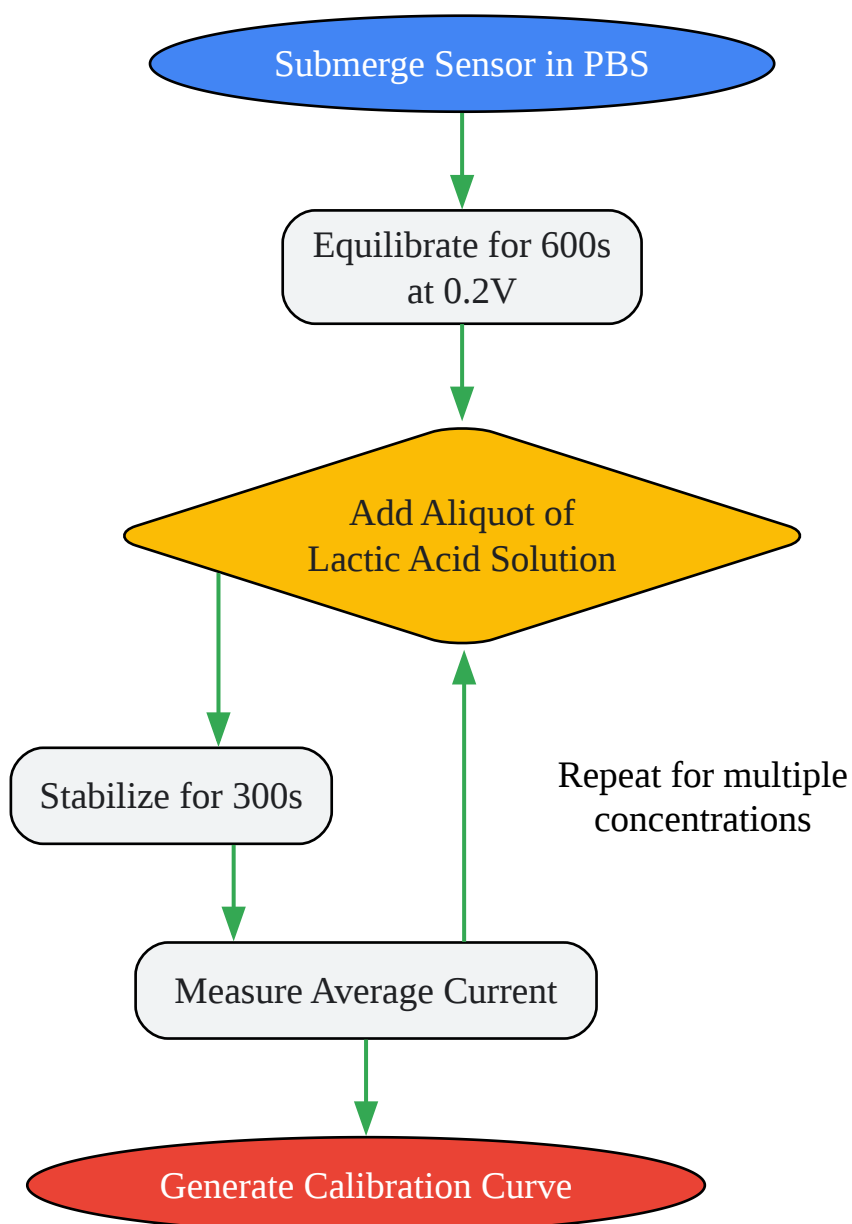 Submerge Sensor in PBS
Equilibrate for 600s
at 0.2V
Add Aliquot of
Lactic Acid Solution
Stabilize for 300s
Repeat for multiple
concentrations
Measure Average Current
Generate Calibration Curve